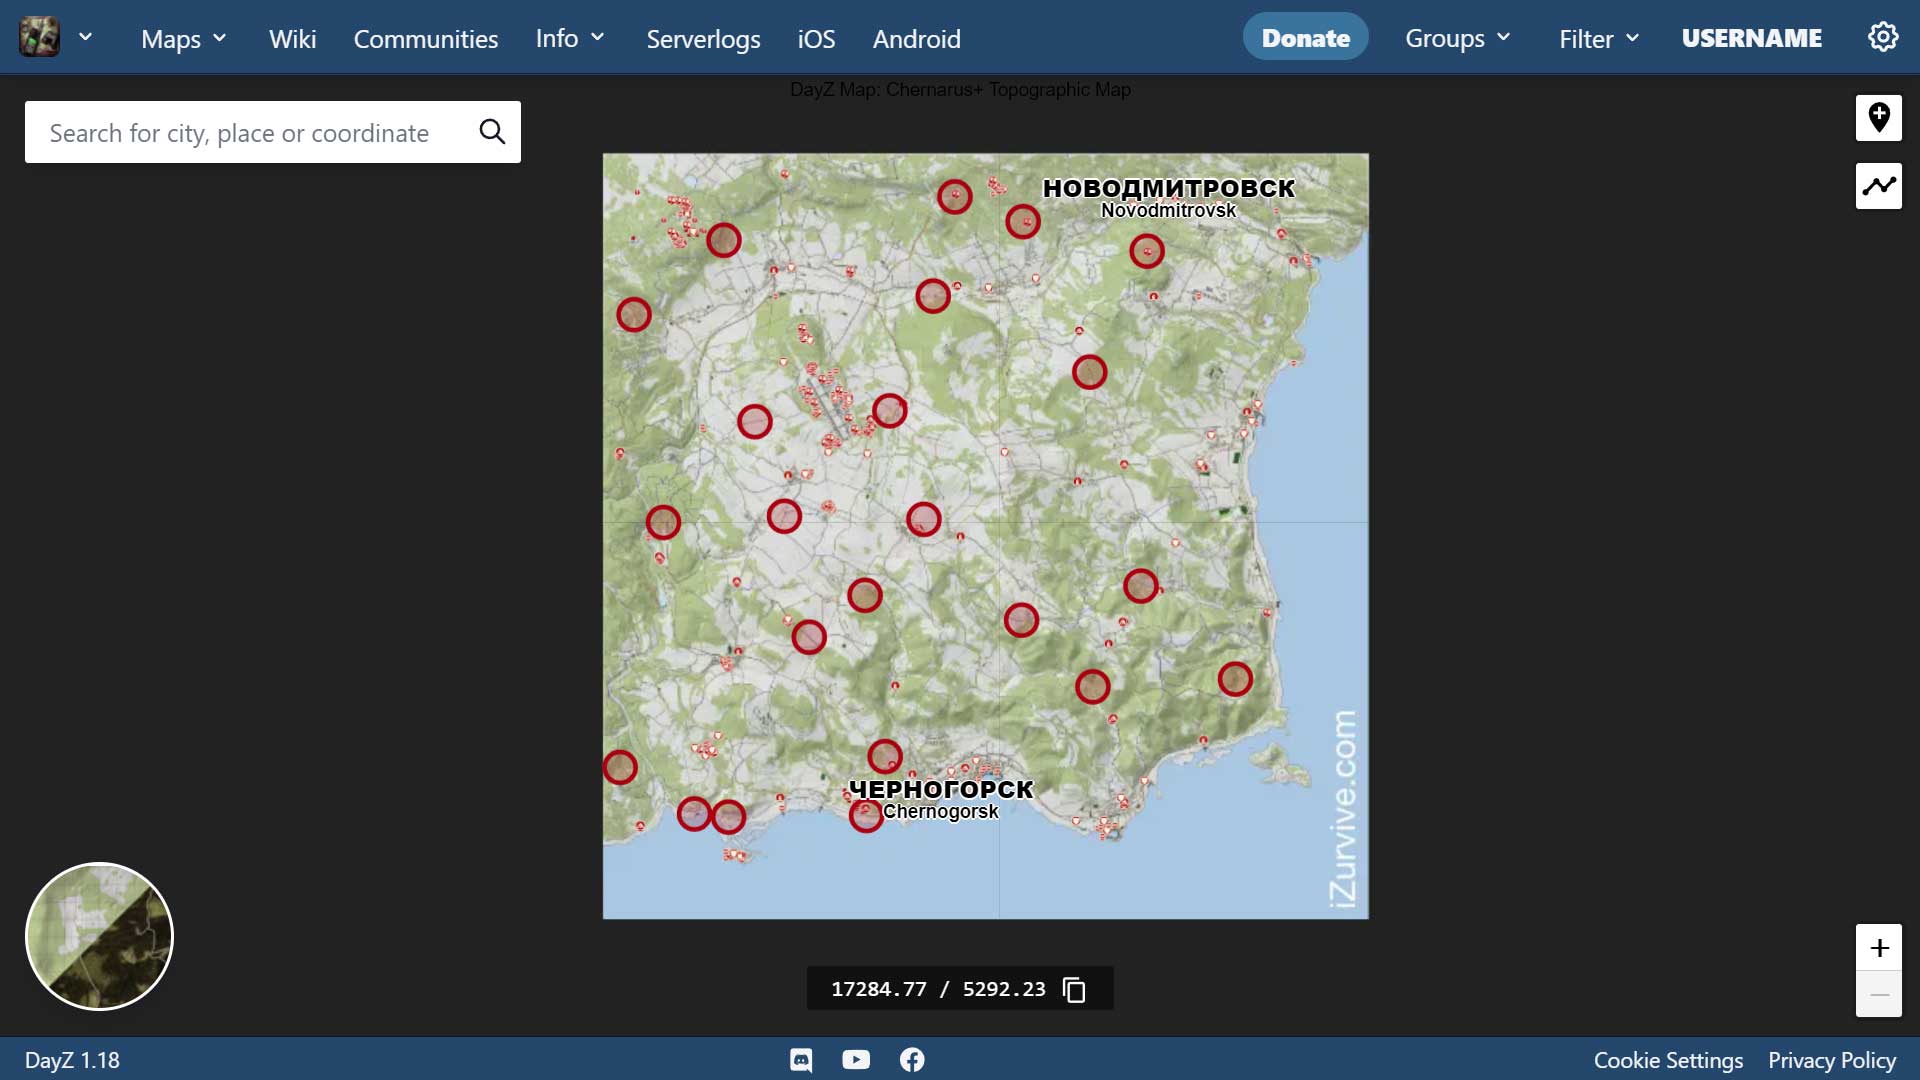 Maps Wiki Communities Info Serverlogs iOS Android Donate Groups Filter USERNAME
DayZ Map: Chernarus+ Topographic Map
Search for city, place or coordinate
НОВОДМИТРОВСК
Novodmitrovsk
ЧЕРНОГОРСК
Chernogorsk
iZurvive.com
17284.77 / 5292.23
+
−
DayZ 1.18
Cookie Settings Privacy Policy